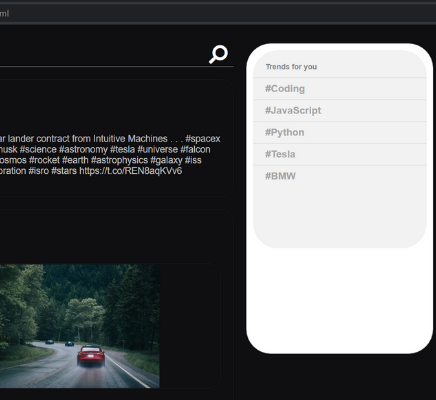 ml
ar lander contract from Intuitive Machines . . . #spacex
musk #science #astronomy #tesla #universe #falcon
osmos #rocket #earth #astrophysics #galaxy #iss
oration #isro #stars https://t.co/REN8aqKVv6
Trends for you
#Coding
#JavaScript
#Python
#Tesla
#BMW